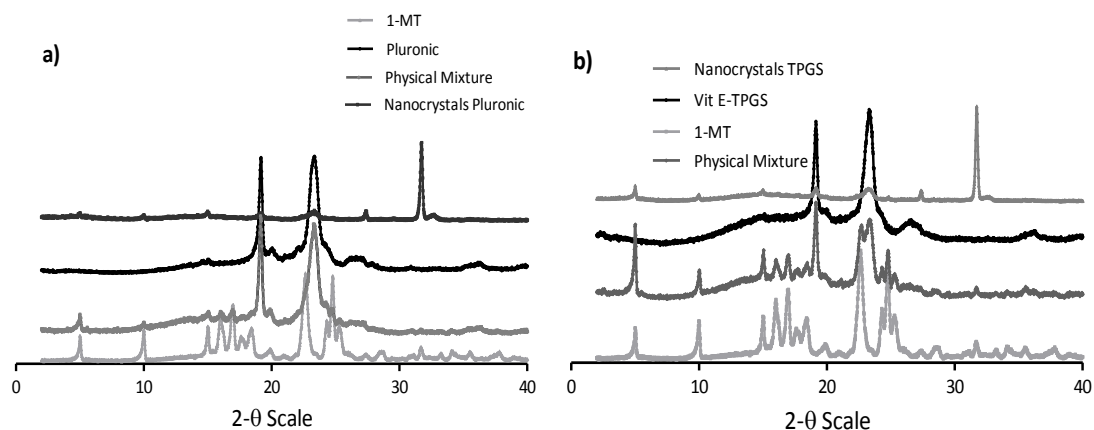 a)
1-MT
Pluronic
Physical Mixture
Nanocrystals Pluronic
0 10 20 30 40
2-θ Scale
b)
Nanocrystals TPGS
Vit E-TPGS
1-MT
Physical Mixture
0 10 20 30 40
2-θ Scale